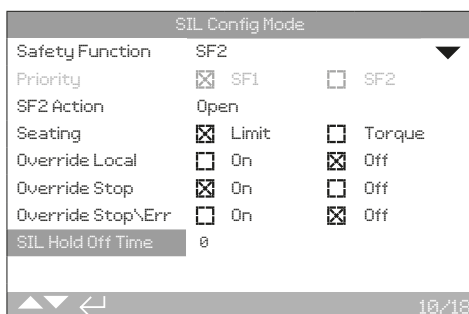 SIL Config Mode
Safety Function SF2
Priority SF1 SF2
SF2 Action Open
Seating Limit Torque
Override Local On Off
Override Stop On Off
Override Stop\Err On Off
SIL Hold Off Time 0
10/18